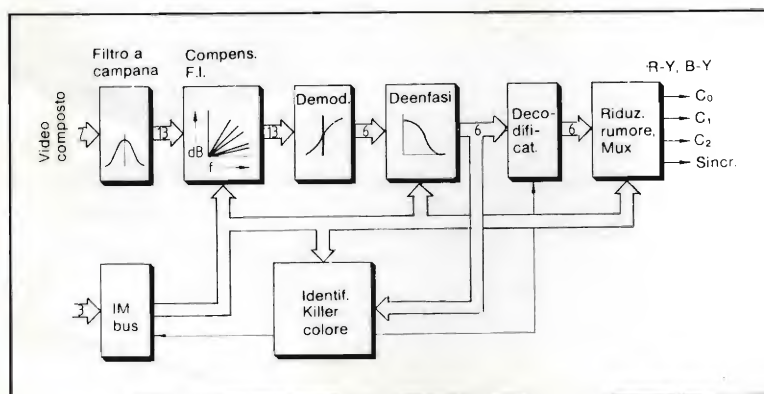 Filtro a
campana
Compens.
F.I.
R-Y, B-Y
Video
composto
7
13
dB
f
13
Demod.
6
Deenfasi
6
Deco-
difi-
cat.
6
Riduz.
rumore,
Mux
C₀
C₁
C₂
Sincr.
3
IM
bus
Identif.
Killer
colore